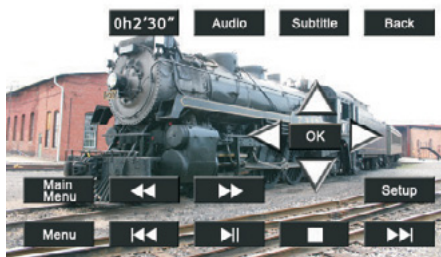 0h2′30″
Audio
Subtitle
Back
OK
Main
Menu
Setup
Menu